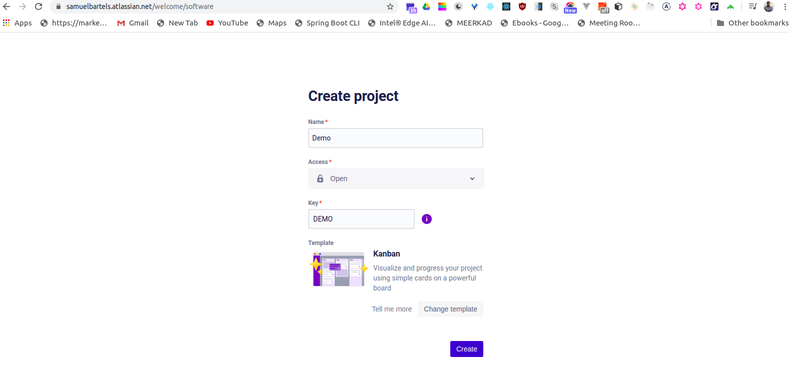 samuelbartels.atlassian.net/welcome/software
Apps https://marke... Gmail New Tab YouTube Maps Spring Boot CLI Intel® Edge AI... MEERKAD Ebooks - Goog... Meeting Roo... Other bookmarks
New
off
Create project
Name*
Demo
Access*
Open
Key*
DEMO
Template
Kanban
Visualize and progress your project
using simple cards on a powerful
board
Tell me more Change template
Create